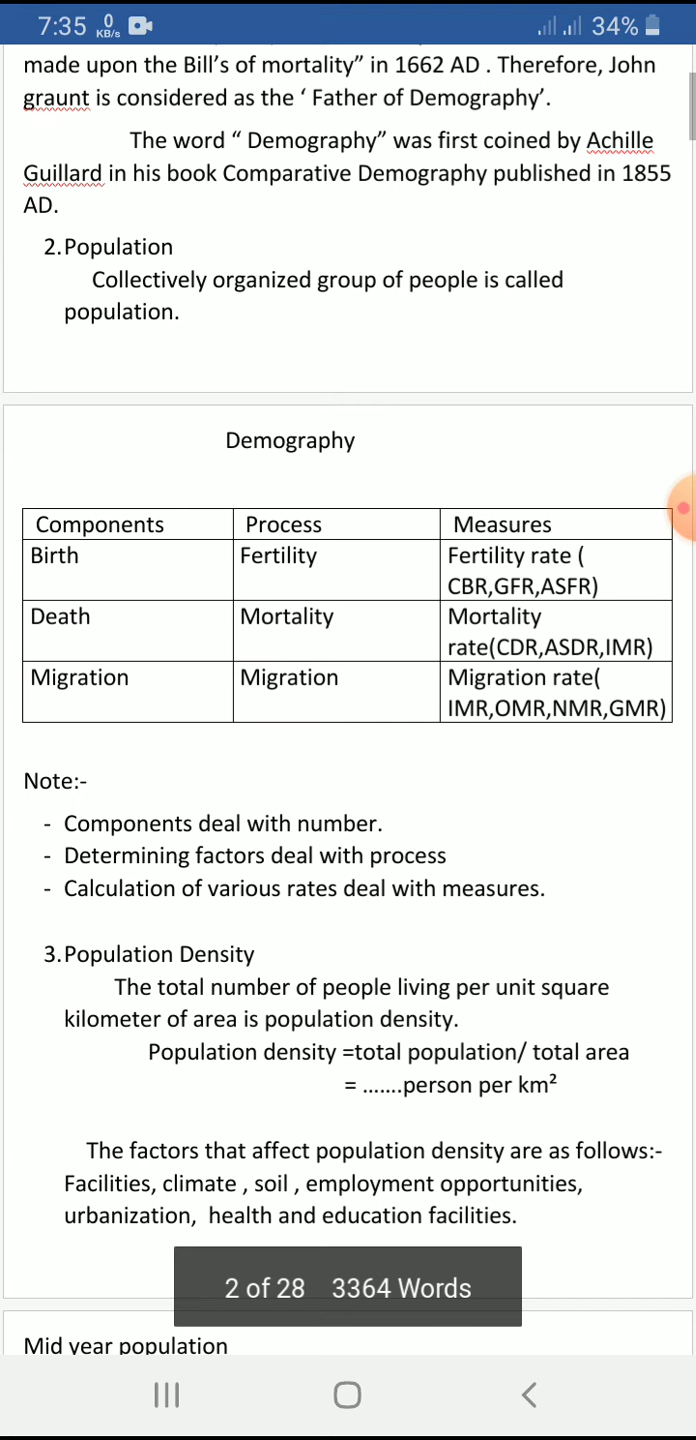 7:35 0 KB/s 34%
made upon the Bill's of mortality” in 1662 AD . Therefore, John
graunt is considered as the ‘ Father of Demography’.
The word “ Demography” was first coined by Achille
Guillard in his book Comparative Demography published in 1855
AD.
2. Population
Collectively organized group of people is called
population.
Demography
Components Process Measures
Birth Fertility Fertility rate (
CBR,GFR,ASFR)
Death Mortality Mortality
rate(CDR,ASDR,IMR)
Migration Migration Migration rate(
IMR,OMR,NMR,GMR)
Note:-
- Components deal with number.
- Determining factors deal with process
- Calculation of various rates deal with measures.
3. Population Density
The total number of people living per unit square
kilometer of area is population density.
Population density =total population/ total area
= .......person per km²
The factors that affect population density are as follows:-
Facilities, climate , soil , employment opportunities,
urbanization, health and education facilities.
2 of 28 3364 Words
Mid year population